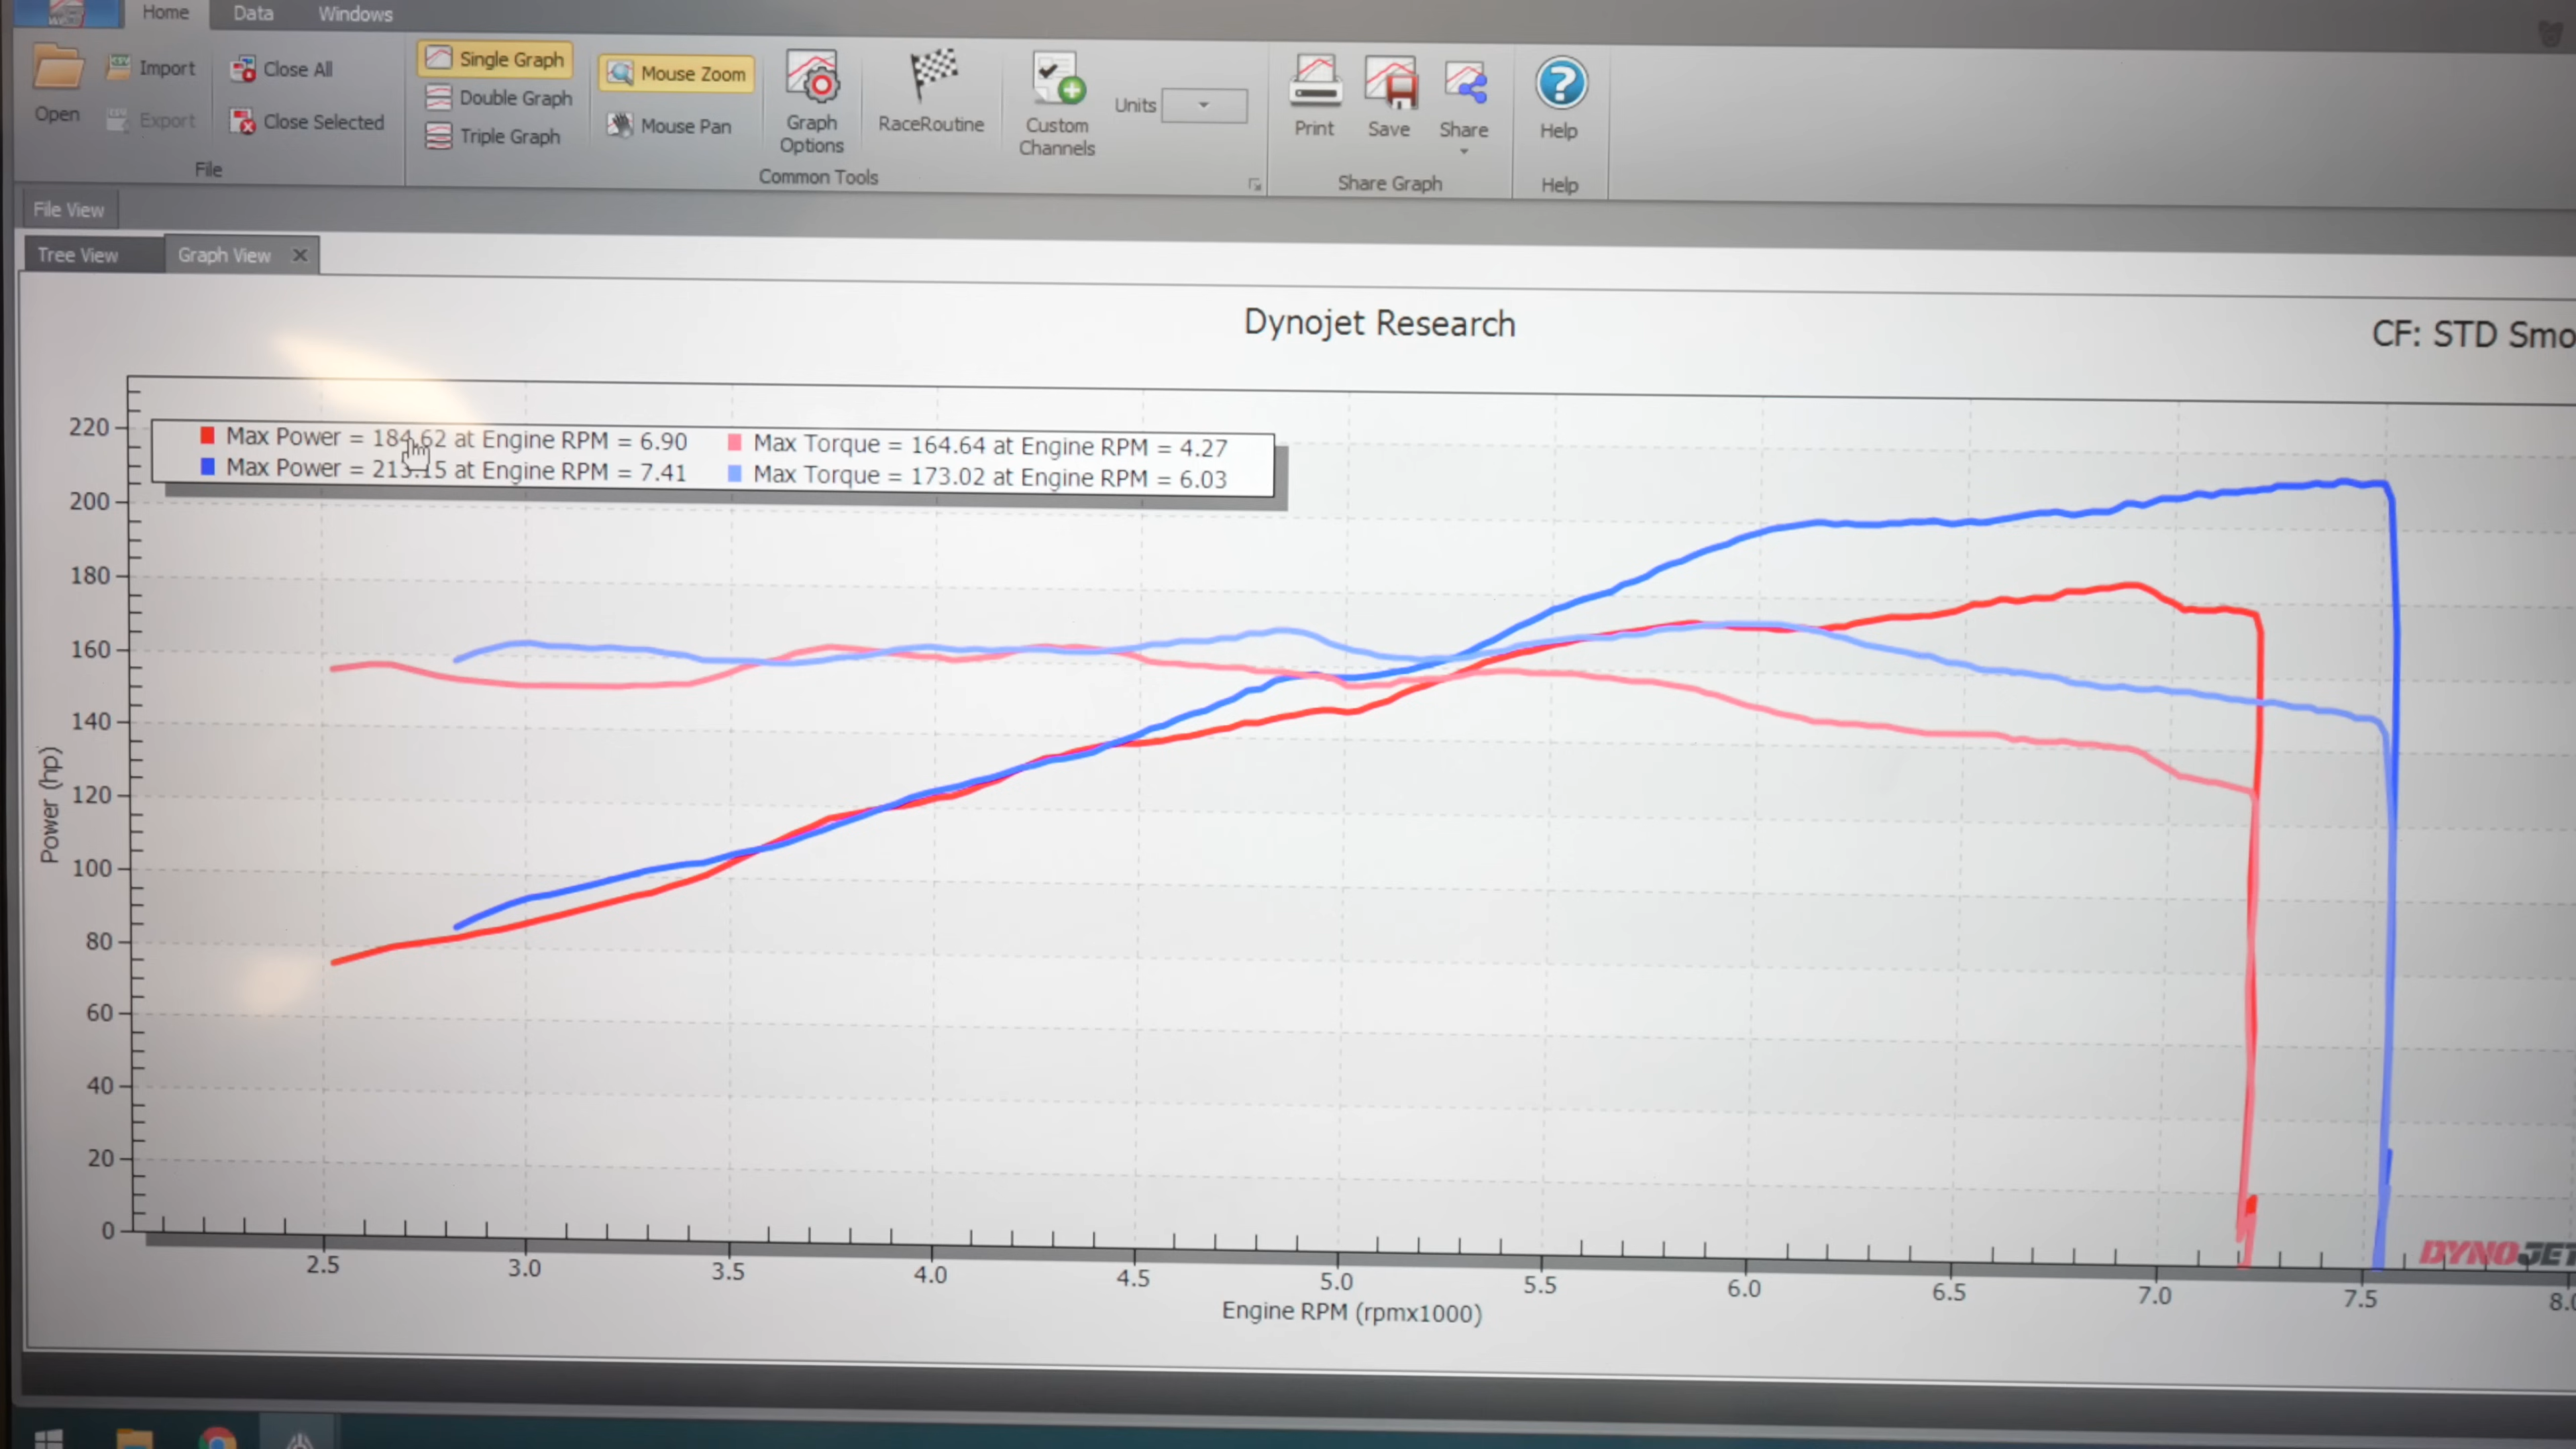 Home Data Windows
Open Import Export Close All Close Selected
File
Single Graph Double Graph Triple Graph
Mouse Zoom Mouse Pan
Graph Options
RaceRoutine
Custom Channels
Units
Common Tools
Print Save Share
Share Graph
Help
Help
File View
Tree View Graph View
Dynojet Research
CF: STD Smo
Max Power = 184.62 at Engine RPM = 6.90 Max Torque = 164.64 at Engine RPM = 4.27
Max Power = 213.15 at Engine RPM = 7.41 Max Torque = 173.02 at Engine RPM = 6.03
220
200
180
160
140
120
100
80
60
40
20
0
Power (hp)
2.5 3.0 3.5 4.0 4.5 5.0 5.5 6.0 6.5 7.0 7.5 8.0
Engine RPM (rpmx1000)
DYNOJET